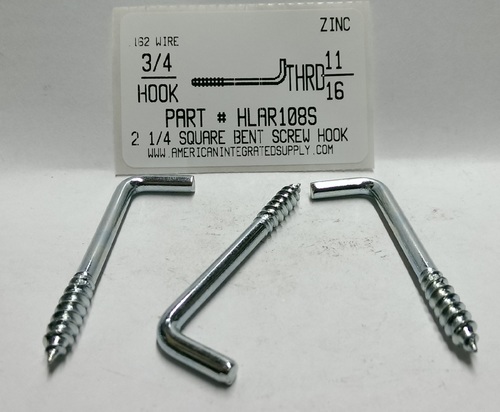 ZINC
.162 WIRE
3/4
HOOK
THRD
11
16
PART # HLAR108S
2 1/4 SQUARE BENT SCREW HOOK
WWW.AMERICANINTEGRATEDSUPPLY.COM